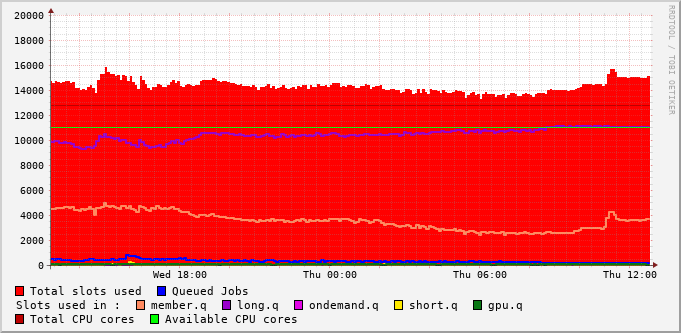 RRDTOOL / TOBI OETIKER
20000
18000
16000
14000
12000
10000
8000
6000
4000
2000
0
Wed 18:00 Thu 00:00 Thu 06:00 Thu 12:00
Total slots used Queued Jobs
Slots used in : member.q long.q ondemand.q short.q gpu.q
Total CPU cores Available CPU cores